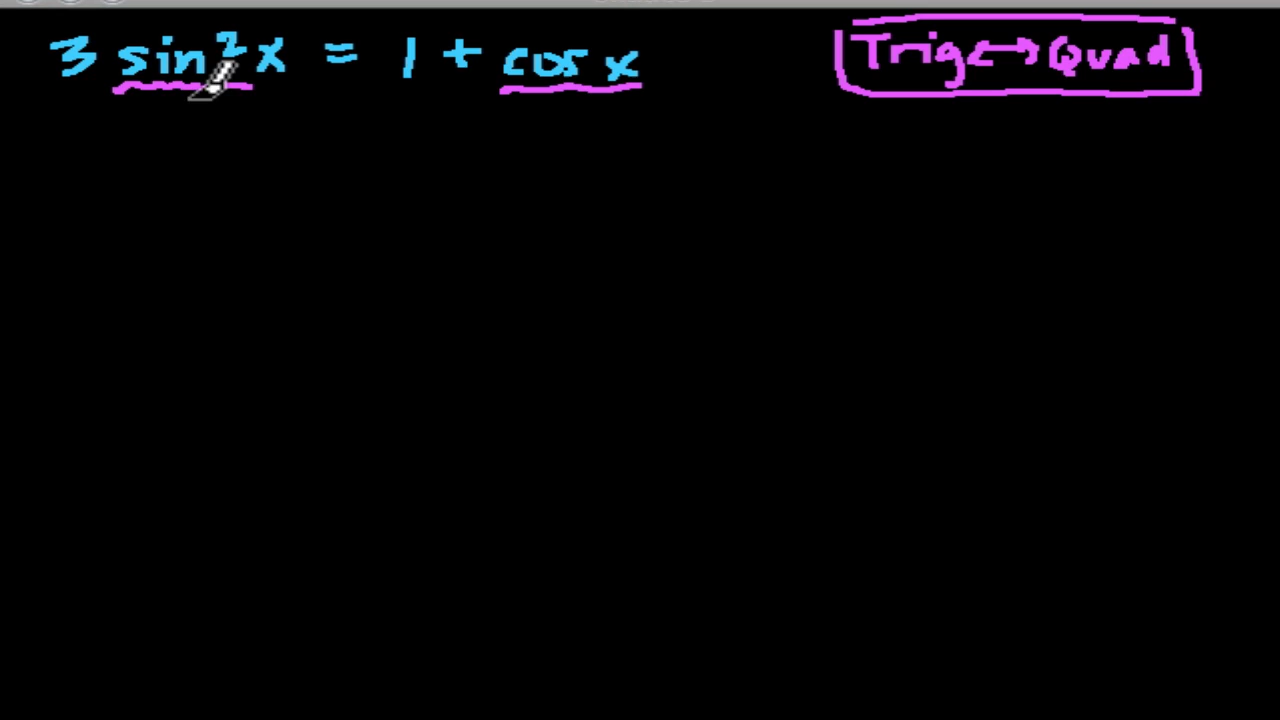 3 sin²x = 1 + cos x
Trig↔Quad